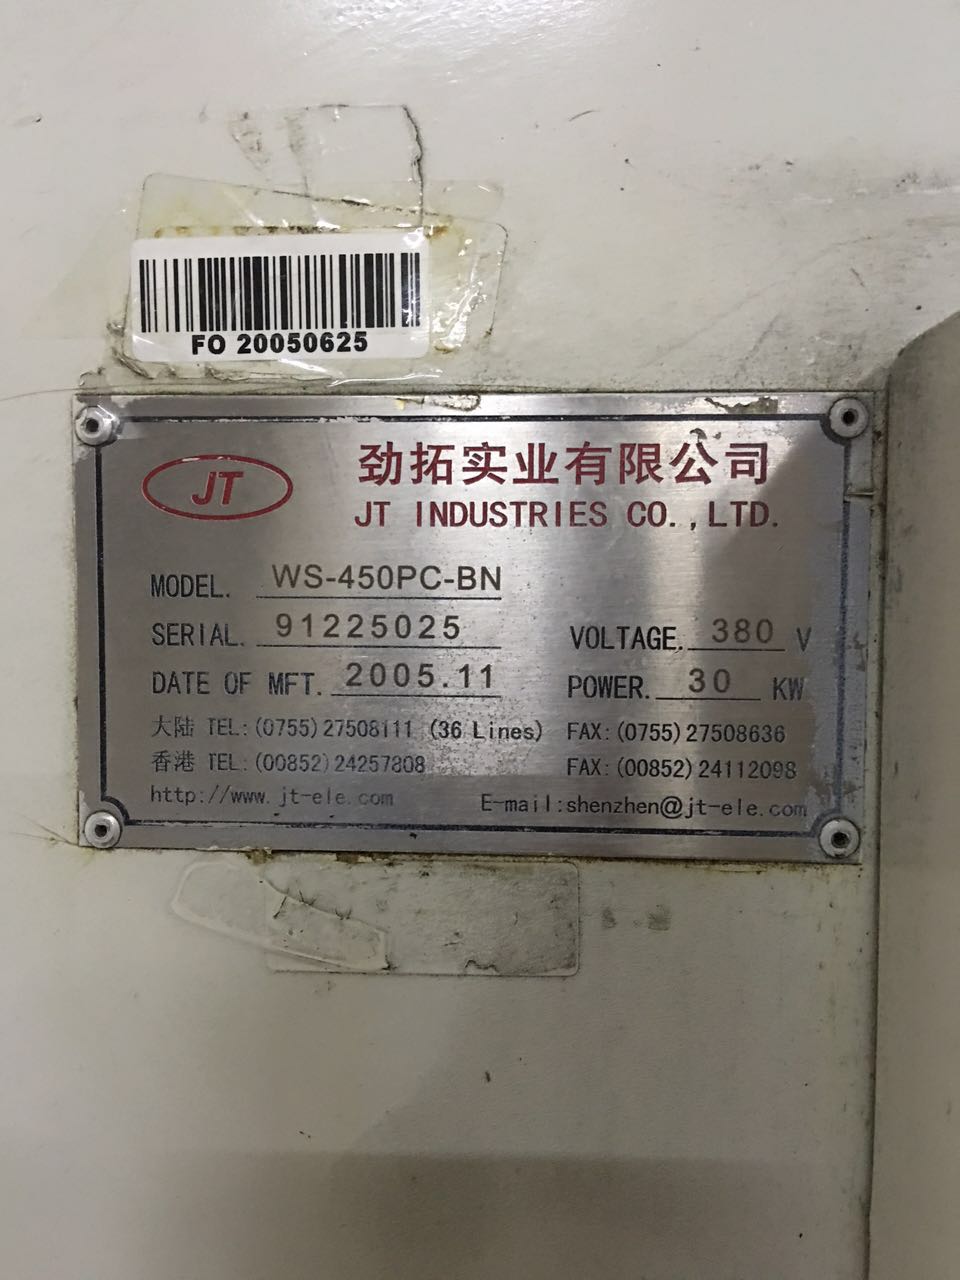 FO 20050625
JT
劲拓实业有限公司
JT INDUSTRIES CO.,LTD.
MODEL. WS-450PC-BN
SERIAL. 91225025 VOLTAGE. 380 V
DATE OF MFT. 2005.11 POWER. 30 KW
大陆 TEL:(0755)27508111 (36 Lines) FAX:(0755)27508636
香港 TEL:(00852)24257808 FAX:(00852)24112098
http://www.jt-ele.com E-mail:shenzhen@jt-ele.com